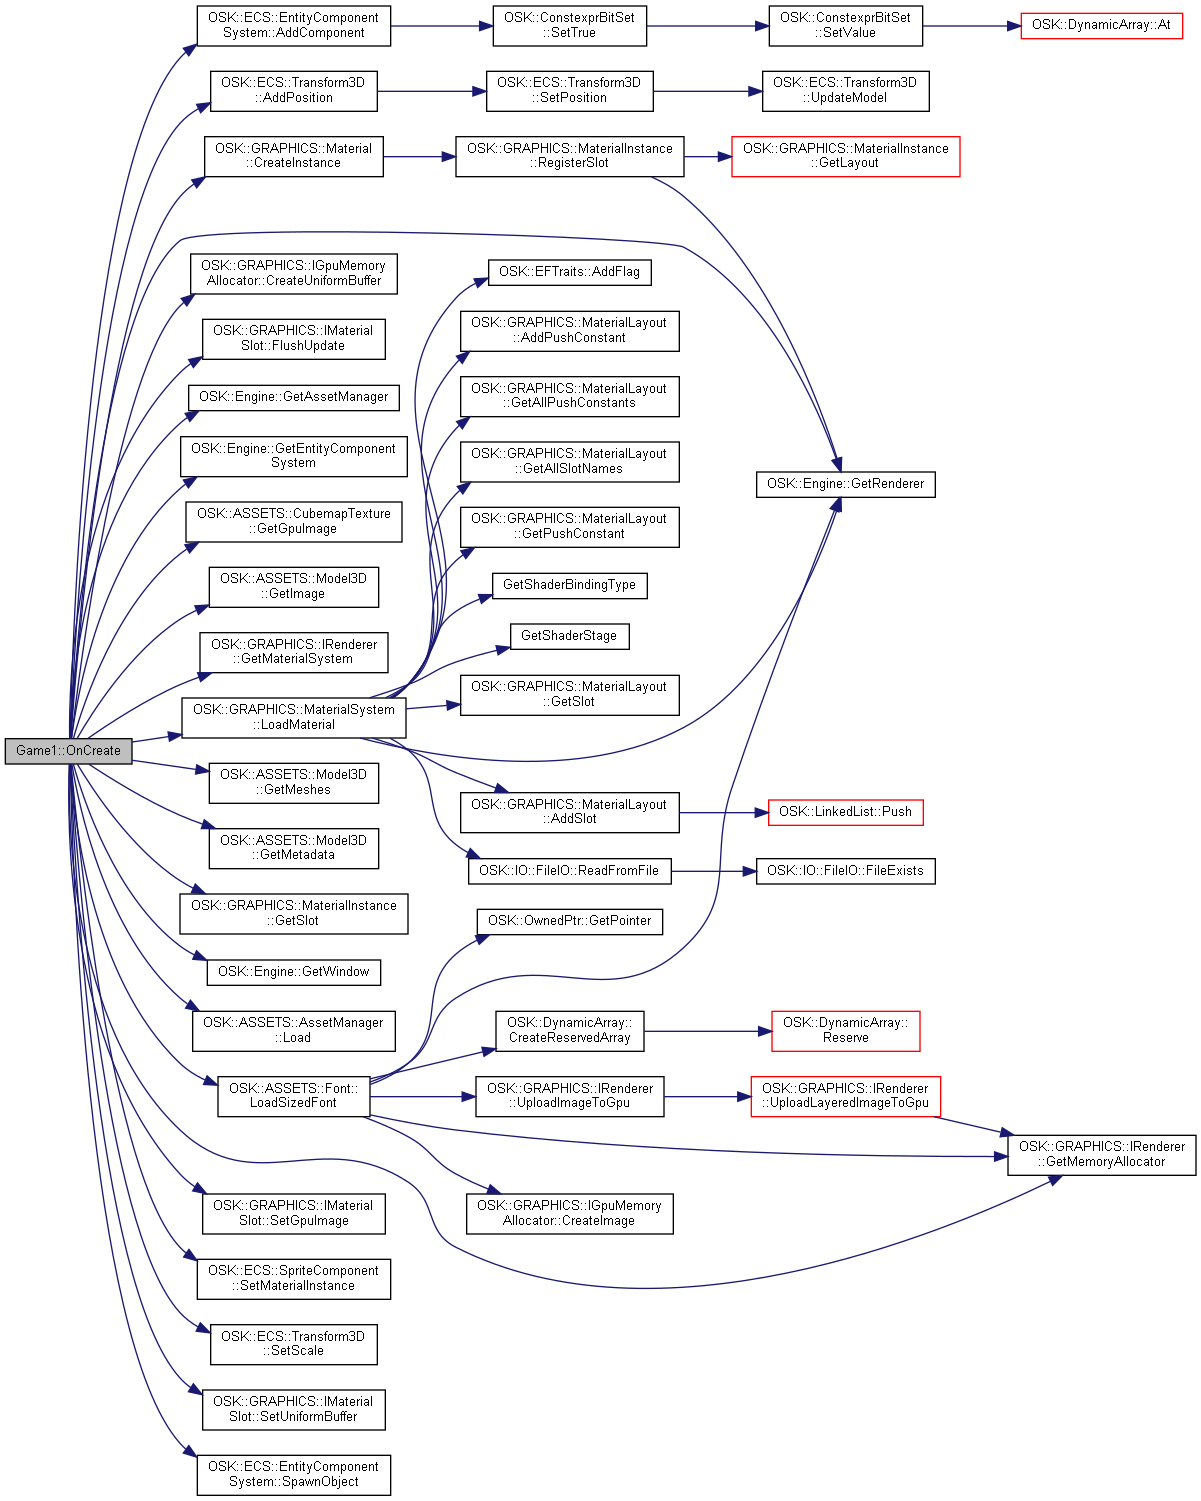 OSK::ECS::EntityComponent
System::AddComponent
OSK::ConstexprBitSet
::SetTrue
OSK::ConstexprBitSet
::SetValue
OSK::DynamicArray::At
OSK::ECS::Transform3D
::AddPosition
OSK::ECS::Transform3D
::SetPosition
OSK::ECS::Transform3D
::UpdateModel
OSK::GRAPHICS::Material
::CreateInstance
OSK::GRAPHICS::MaterialInstance
::RegisterSlot
OSK::GRAPHICS::MaterialInstance
::GetLayout
OSK::GRAPHICS::IGpuMemory
Allocator::CreateUniformBuffer
OSK::EFTraits::AddFlag
OSK::GRAPHICS::IMaterial
Slot::FlushUpdate
OSK::GRAPHICS::MaterialLayout
::AddPushConstant
OSK::Engine::GetAssetManager
OSK::GRAPHICS::MaterialLayout
::GetAllPushConstants
OSK::Engine::GetEntityComponent
System
OSK::GRAPHICS::MaterialLayout
::GetAllSlotNames
OSK::Engine::GetRenderer
OSK::ASSETS::CubemapTexture
::GetGpuImage
OSK::GRAPHICS::MaterialLayout
::GetPushConstant
OSK::ASSETS::Model3D
::GetImage
GetShaderBindingType
OSK::GRAPHICS::IRenderer
::GetMaterialSystem
GetShaderStage
OSK::GRAPHICS::MaterialSystem
::LoadMaterial
OSK::GRAPHICS::MaterialLayout
::GetSlot
Game1::OnCreate
OSK::ASSETS::Model3D
::GetMeshes
OSK::GRAPHICS::MaterialLayout
::AddSlot
OSK::LinkedList::Push
OSK::ASSETS::Model3D
::GetMetadata
OSK::IO::FileIO::ReadFromFile
OSK::IO::FileIO::FileExists
OSK::GRAPHICS::MaterialInstance
::GetSlot
OSK::OwnedPtr::GetPointer
OSK::Engine::GetWindow
OSK::ASSETS::AssetManager
::Load
OSK::DynamicArray::
CreateReservedArray
OSK::DynamicArray::
Reserve
OSK::ASSETS::Font::
LoadSizedFont
OSK::GRAPHICS::IRenderer
::UploadImageToGpu
OSK::GRAPHICS::IRenderer
::UploadLayeredImageToGpu
OSK::GRAPHICS::IRenderer
::GetMemoryAllocator
OSK::GRAPHICS::IMaterial
Slot::SetGpuImage
OSK::GRAPHICS::IGpuMemory
Allocator::CreateImage
OSK::ECS::SpriteComponent
::SetMaterialInstance
OSK::ECS::Transform3D
::SetScale
OSK::GRAPHICS::IMaterial
Slot::SetUniformBuffer
OSK::ECS::EntityComponent
System::SpawnObject